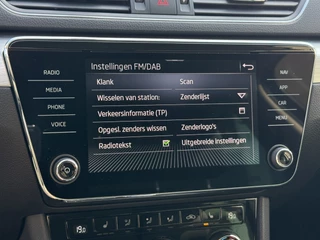 Instellingen FM/DAB
Klank Scan
Wisselen van station: Zenderlijst
Verkeersinformatie (TP)
Opgesl. zenders wissen Zenderlogo's
Radiotekst Uitgebreide instellingen
RADIO
MEDIA
PHONE
VOICE
NAV
APP
CAR
MENU